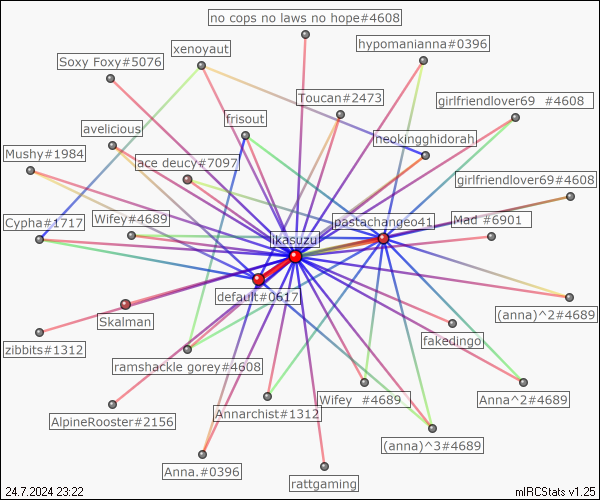 no cops no laws no hope#4608
xenoyaut
hypomanianna#0396
Soxy Foxy#5076
Toucan#2473
girlfriendlover69 #4608
frisout
avelicious
neokingghidorah
Mushy#1984
ace deucy#7097
girlfriendlover69#4608
Cypha#1717
Wifey#4689
pastachangeo41
Mad #6901
ikasuzu
default#0617
Skalman
(anna)^2#4689
zibbits#1312
fakedingo
ramshackle gorey#4608
Wifey #4689
Anna^2#4689
AlpineRooster#2156
Annarchist#1312
(anna)^3#4689
Anna.#0396
rattgaming
24.7.2024 23:22
mIRCStats v1.25